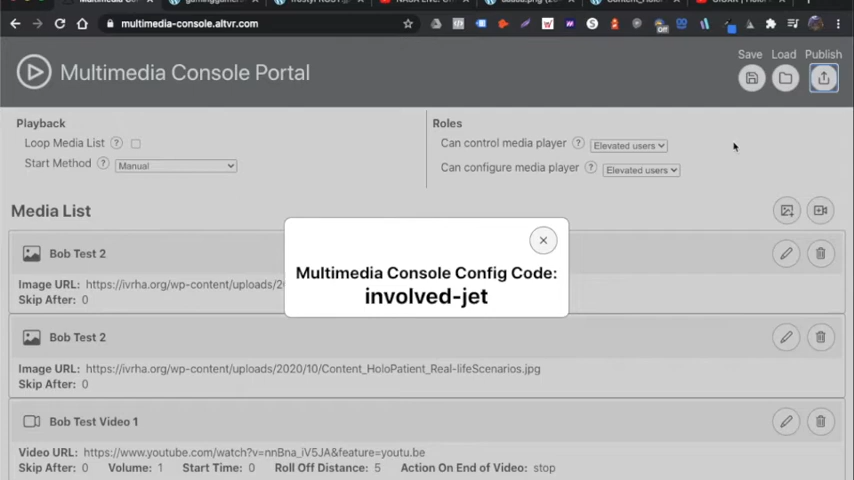 multimedia-console.altvr.com
Save Load Publish
Multimedia Console Portal
Playback
Loop Media List ?
Start Method ? Manual
Roles
Can control media player ? Elevated users
Can configure media player ? Elevated users
Media List
Bob Test 2
Image URL: https://ivrha.org/wp-content/uploads/2
Skip After: 0
Multimedia Console Config Code:
involved-jet
Bob Test 2
Image URL: https://ivrha.org/wp-content/uploads/2020/10/Content_HoloPatient_Real-lifeScenarios.jpg
Skip After: 0
Bob Test Video 1
Video URL: https://www.youtube.com/watch?v=nnBna_iV5JA&feature=youtu.be
Skip After: 0 Volume: 1 Start Time: 0 Roll Off Distance: 5 Action On End of Video: stop